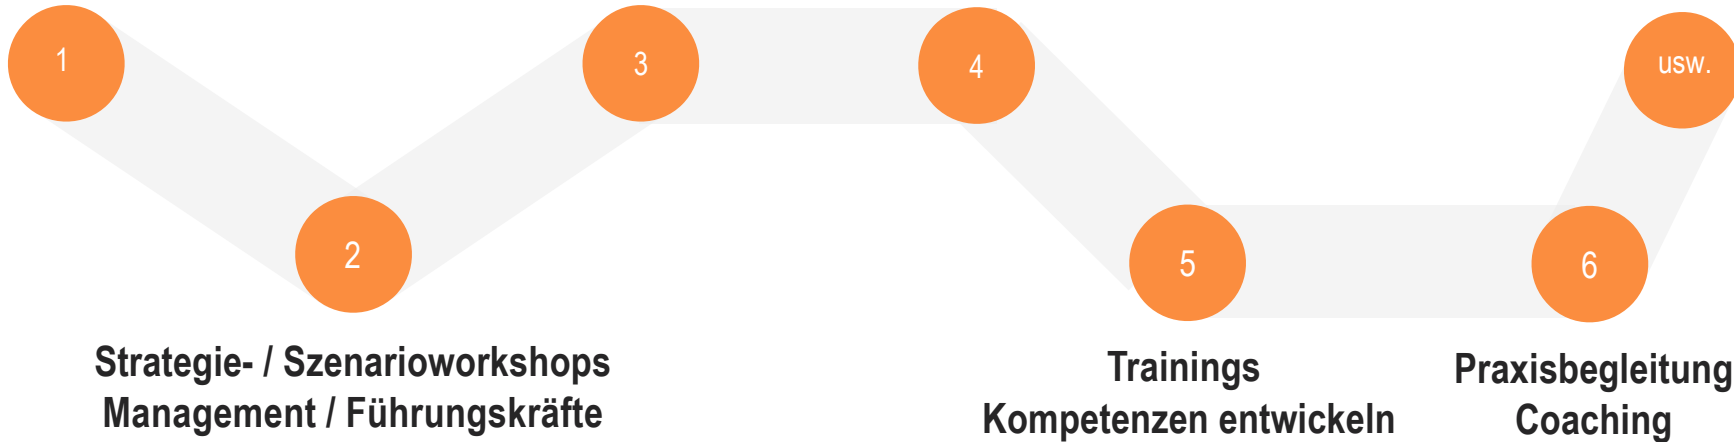 1
3
4
usw.
2
5
6
Strategie- / Szenarioworkshops
Management / Führungskräfte
Trainings
Kompetenzen entwickeln
Praxisbegleitung
Coaching